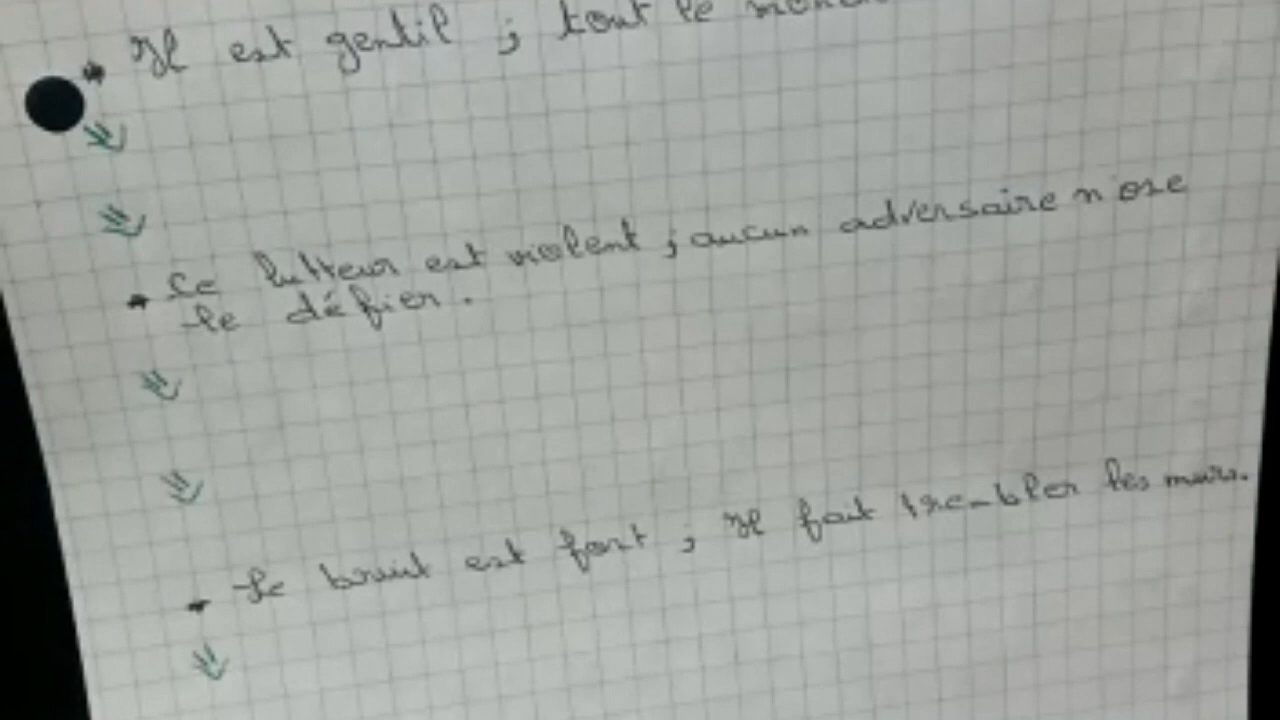 Il est gentil ; tout le
Ce lutteur est violent ; aucun adversaire n'ose
le défier.
Le bruit est fort ; Il fait trembler les murs.